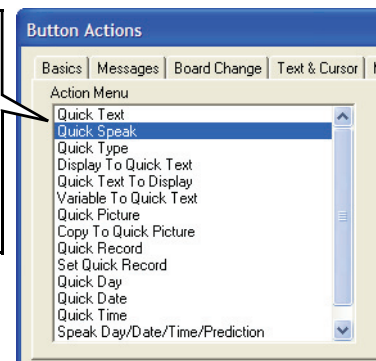 Button Actions
Basics Messages Board Change Text & Cursor
Action Menu
Quick Text
Quick Speak
Quick Type
Display To Quick Text
Quick Text To Display
Variable To Quick Text
Quick Picture
Copy To Quick Picture
Quick Record
Set Quick Record
Quick Day
Quick Date
Quick Time
Speak Day/Date/Time/Prediction